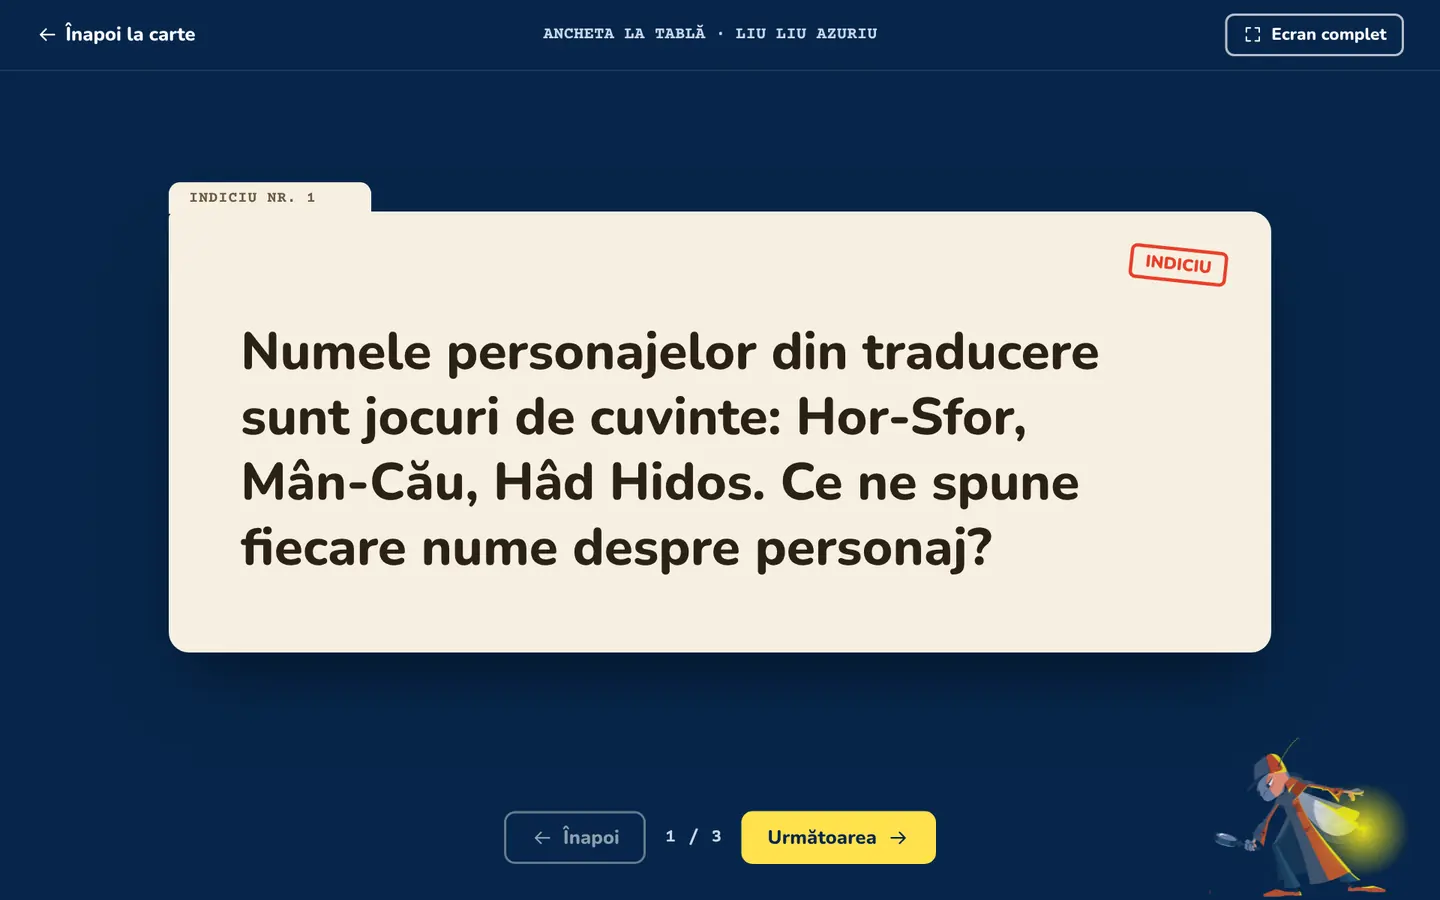 ← Înapoi la carte
ANCHETA LA TABLĂ · LIU LIU AZURIU
Ecran complet
INDICIU NR. 1
INDICIU
Numele personajelor din traducere
sunt jocuri de cuvinte: Hor-Sfor,
Mân-Cău, Hâd Hidos. Ce ne spune
fiecare nume despre personaj?
← Înapoi
1 / 3
Următoarea →